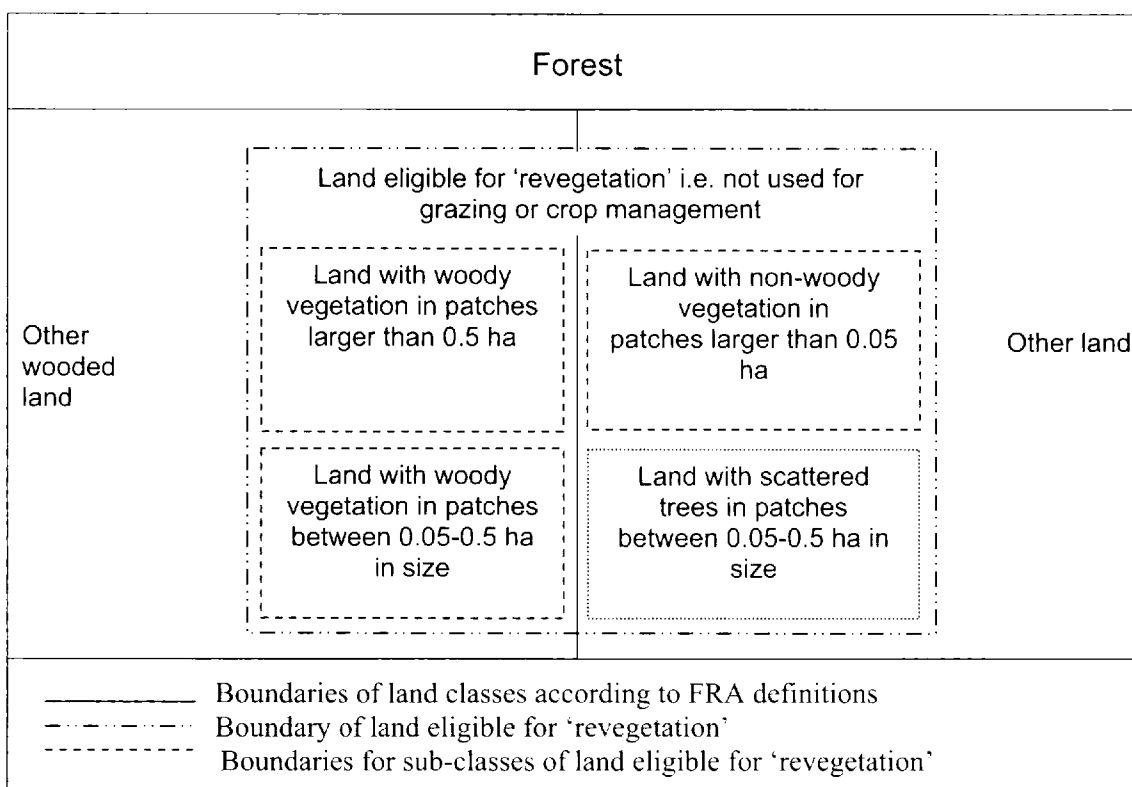 Forest
Land eligible for ‘revegetation’ i.e. not used for
grazing or crop management
Other
wooded
land
Land with woody
vegetation in patches
larger than 0.5 ha
Land with non-woody
vegetation in
patches larger than 0.05
ha
Other land
Land with woody
vegetation in patches
between 0.05-0.5 ha
in size
Land with scattered
trees in patches
between 0.05-0.5 ha in
size
Boundaries of land classes according to FRA definitions
Boundary of land eligible for ‘revegetation’
Boundaries for sub-classes of land eligible for ‘revegetation’